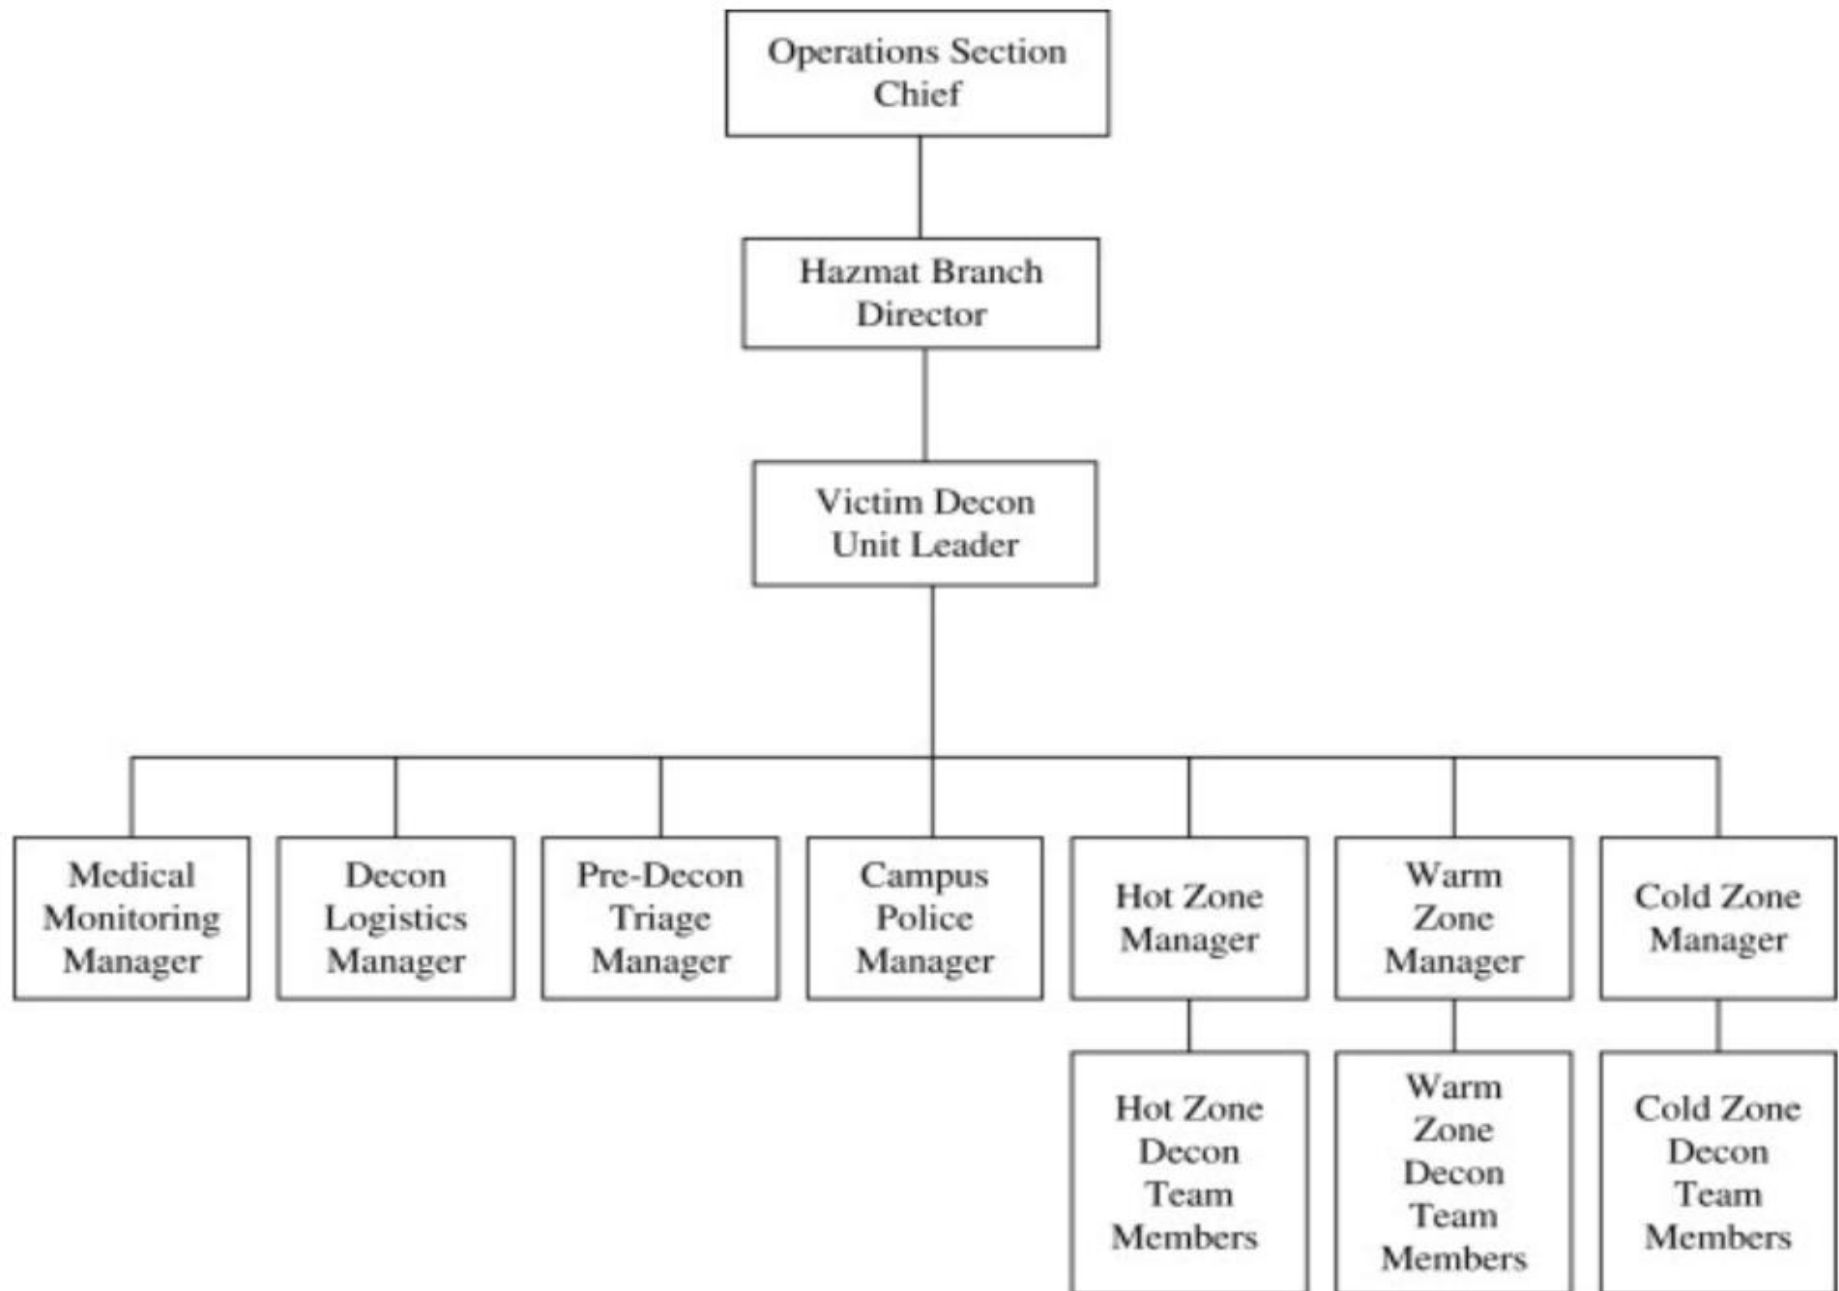 Operations Section
Chief
Hazmat Branch
Director
Victim Decon
Unit Leader
Medical
Monitoring
Manager
Decon
Logistics
Manager
Pre-Decon
Triage
Manager
Campus
Police
Manager
Hot Zone
Manager
Warm
Zone
Manager
Cold Zone
Manager
Hot Zone
Decon
Team
Members
Warm
Zone
Decon
Team
Members
Cold Zone
Decon
Team
Members